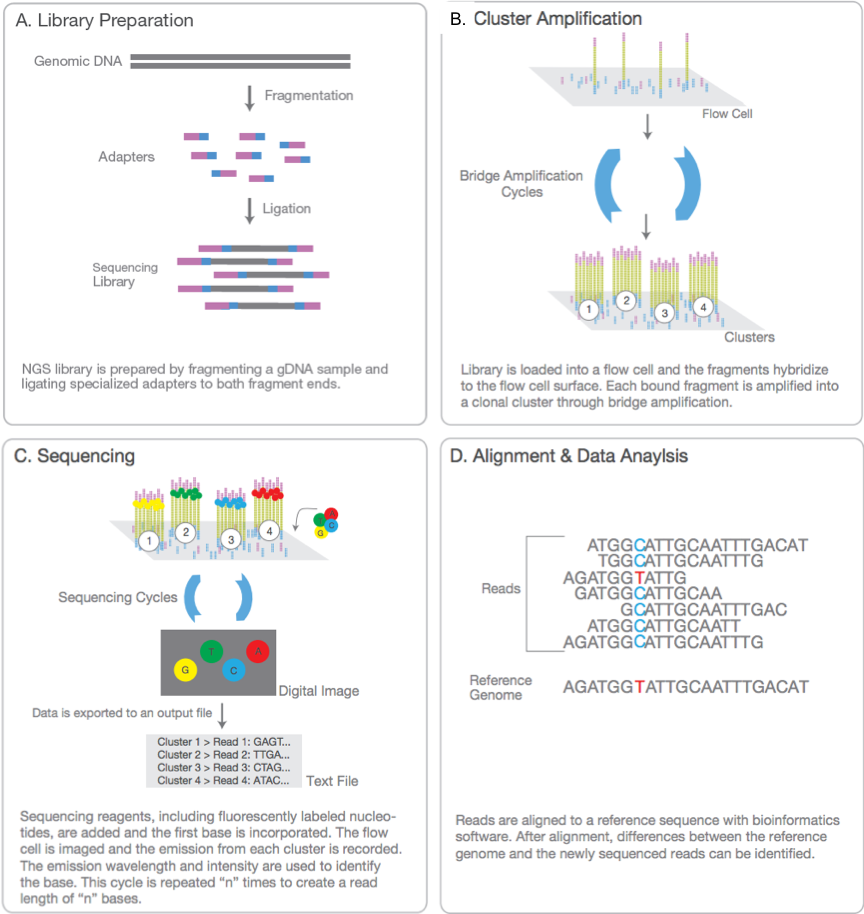 A. Library Preparation
Genomic DNA
Fragmentation
Adapters
Ligation
Sequencing
Library
NGS library is prepared by fragmenting a gDNA sample and
ligating specialized adapters to both fragment ends.
B. Cluster Amplification
Flow Cell
Bridge Amplification
Cycles
1
2
3
4
Clusters
Library is loaded into a flow cell and the fragments hybridize
to the flow cell surface. Each bound fragment is amplified into
a clonal cluster through bridge amplification.
C. Sequencing
1
2
3
4
T
A
C
G
Sequencing Cycles
G
T
C
A
Digital Image
Data is exported to an output file
Cluster 1 > Read 1: GAGT...
Cluster 2 > Read 2: TTGA...
Cluster 3 > Read 3: CTAG...
Cluster 4 > Read 4: ATAC...
Text File
Sequencing reagents, including fluorescently labeled nucleo-
tides, are added and the first base is incorporated. The flow
cell is imaged and the emission from each cluster is recorded.
The emission wavelength and intensity are used to identify
the base. This cycle is repeated “n” times to create a read
length of “n” bases.
D. Alignment & Data Anaylsis
Reads
ATGGCATTGCAATTTGACAT
TGGCATTGCAATTTG
AGATGGTATTG
GATGGCATTGCAA
GCATTGCAATTTGAC
ATGGCATTGCAATT
AGATGGCATTGCAATTTG
Reference
Genome
AGATGGTATTGCAATTTGACAT
Reads are aligned to a reference sequence with bioinformatics
software. After alignment, differences between the reference
genome and the newly sequenced reads can be identified.